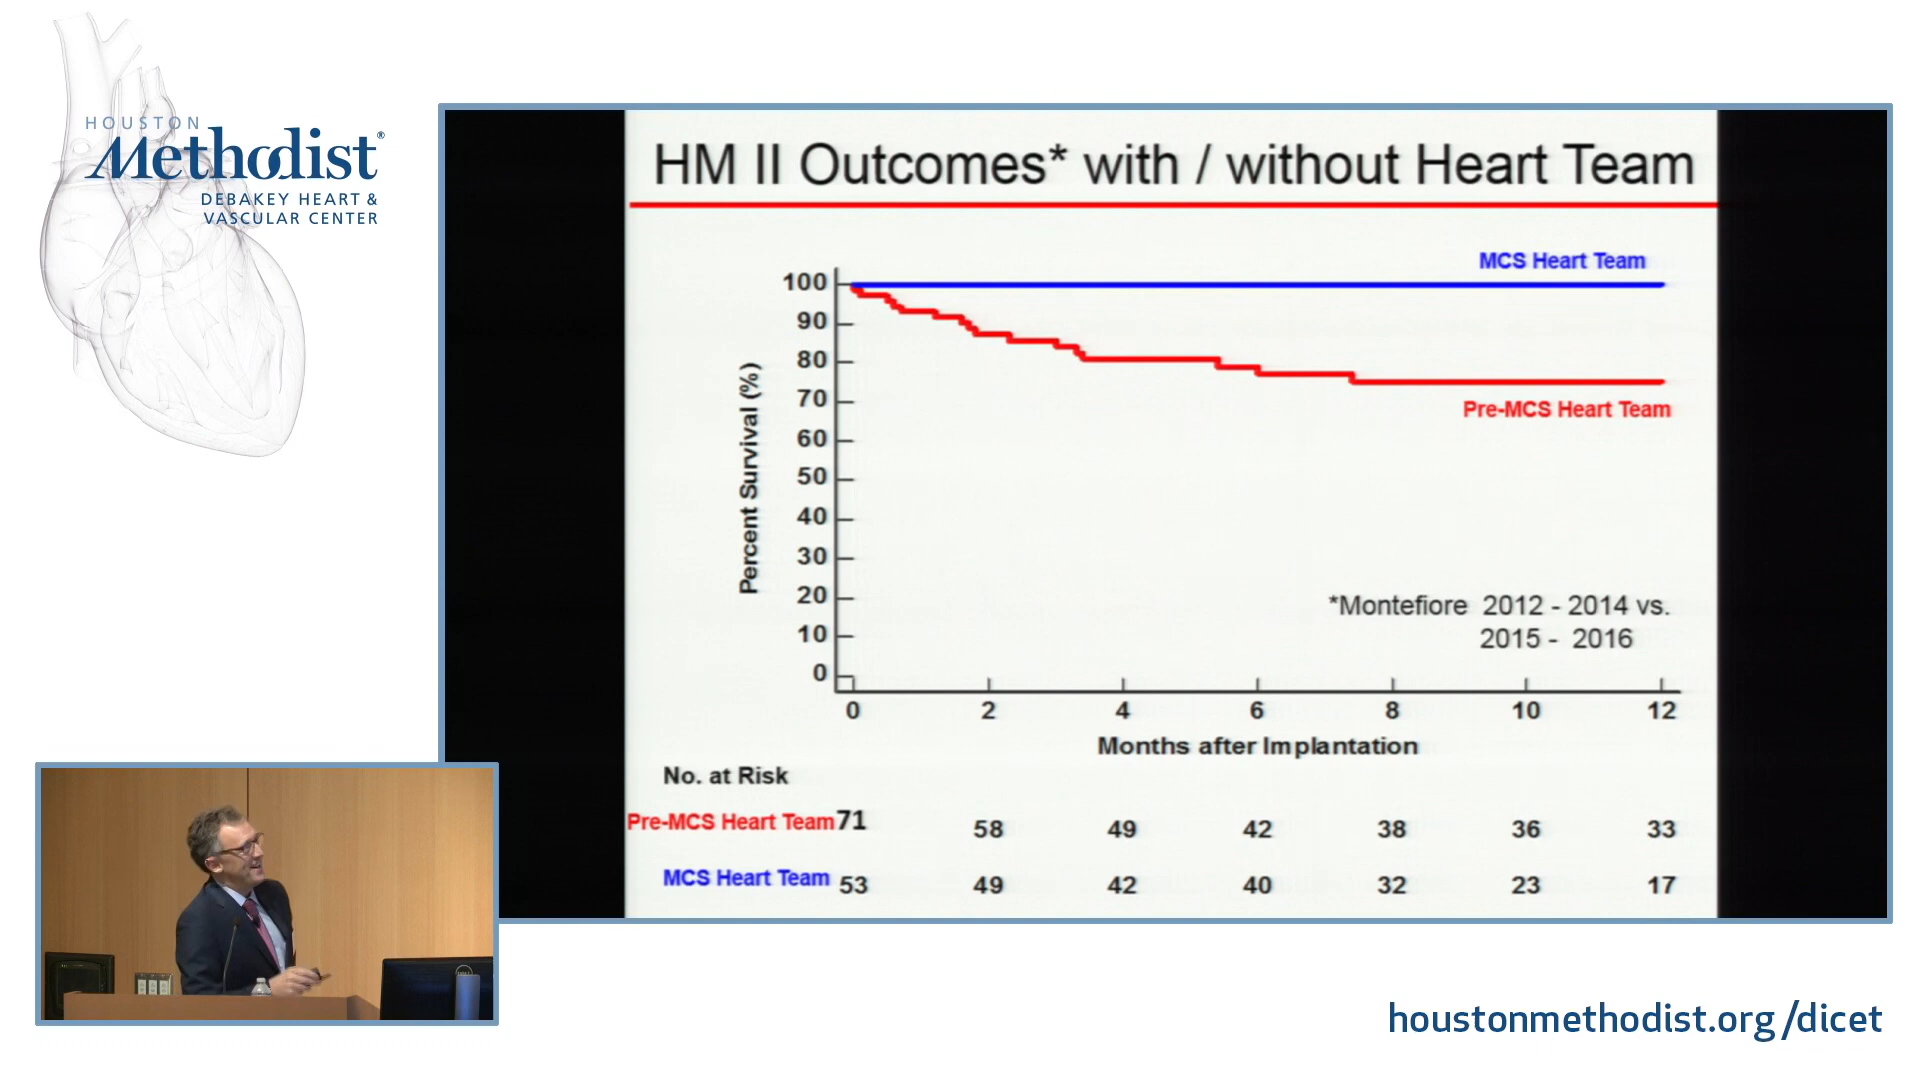 HOUSTON
Methodist®
DEBAKEY HEART &
VASCULAR CENTER
HM II Outcomes* with / without Heart Team
MCS Heart Team
100
90
80
70
60
50
40
30
20
10
0
Percent Survival (%)
Pre-MCS Heart Team
*Montefiore 2012 - 2014 vs.
2015 - 2016
0 2 4 6 8 10 12
Months after Implantation
No. at Risk
Pre-MCS Heart Team 71 58 49 42 38 36 33
MCS Heart Team 53 49 42 40 32 23 17
houstonmethodist.org/dicet